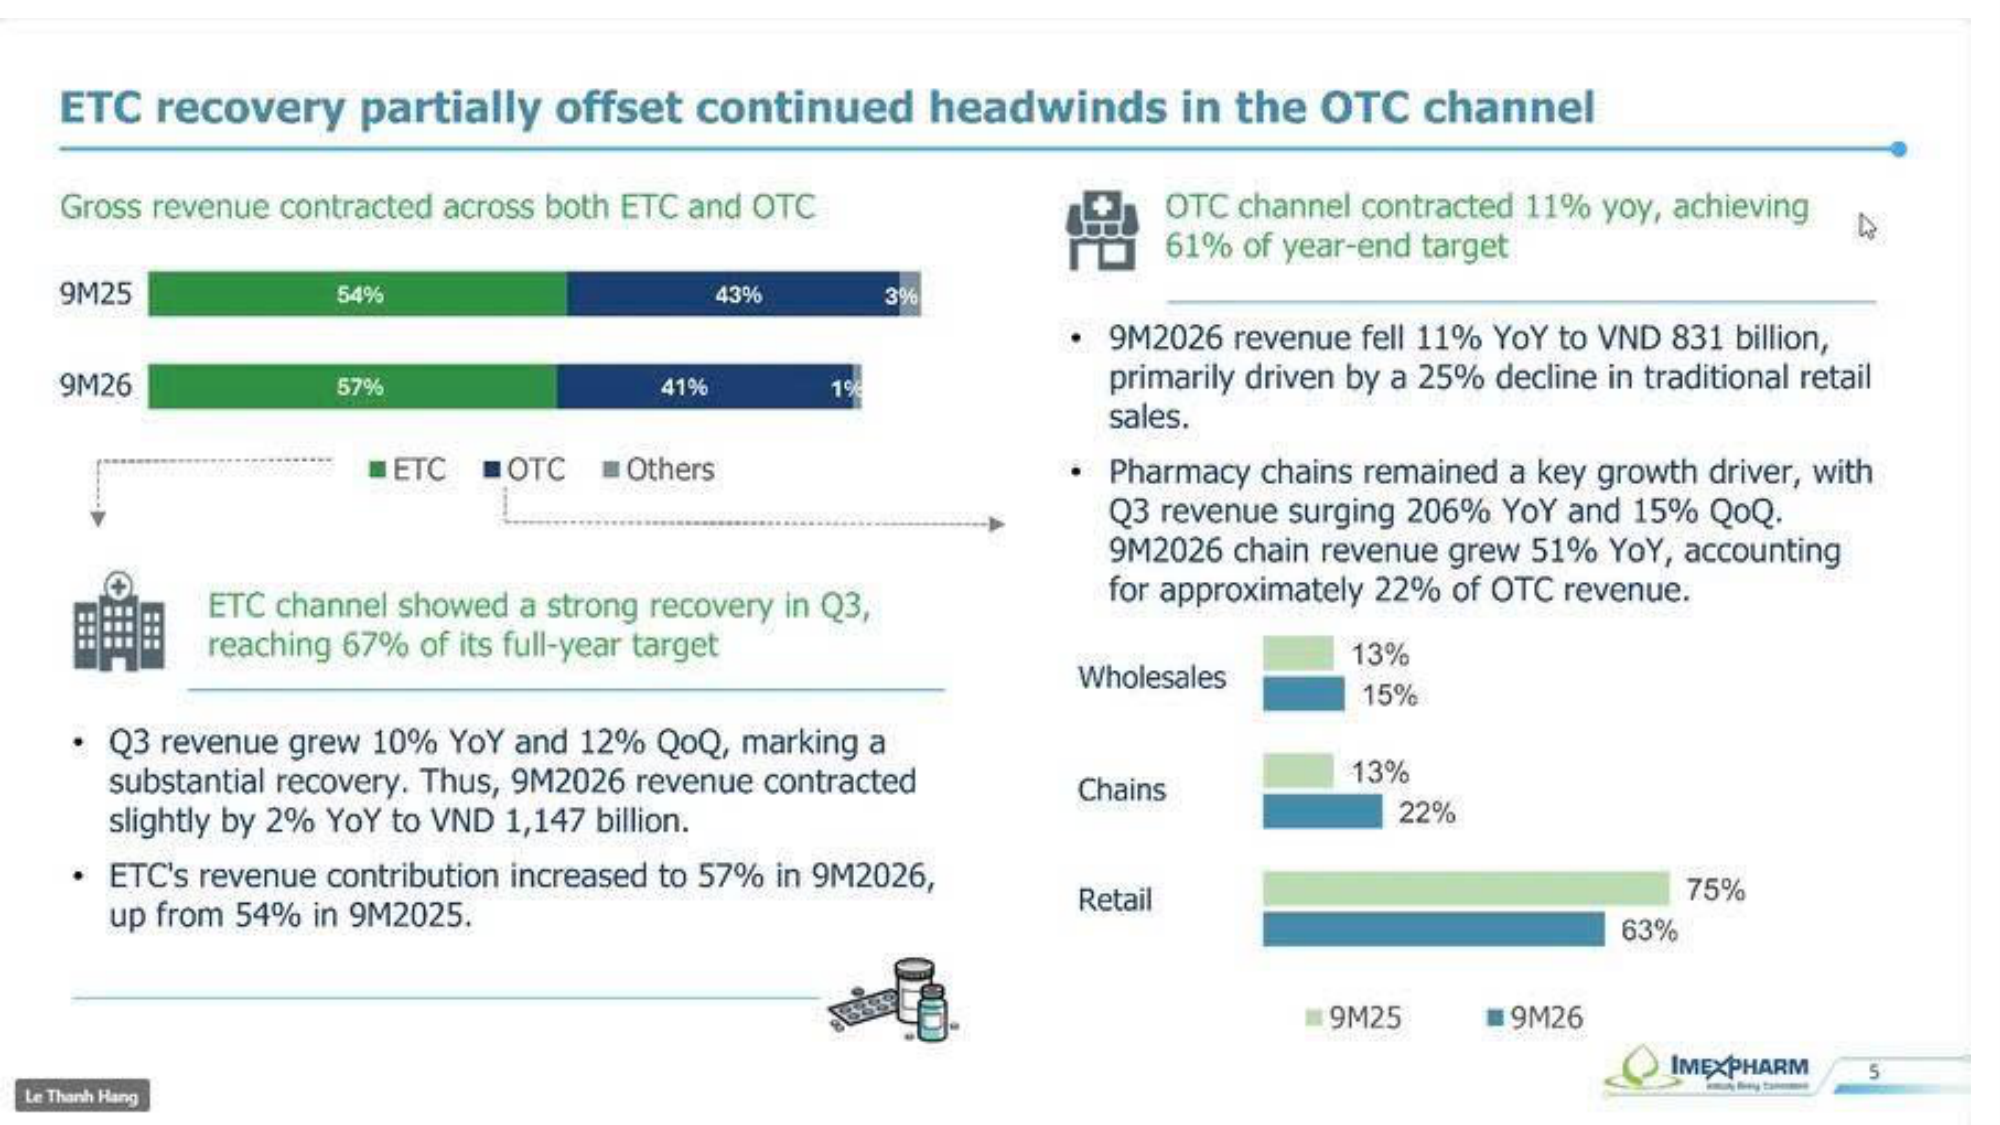 ETC recovery partially offset continued headwinds in the OTC channel
Gross revenue contracted across both ETC and OTC
9M25
54%
43%
3%
9M26
57%
41%
1%
ETC
OTC
Others
ETC channel showed a strong recovery in Q3,
reaching 67% of its full-year target
• Q3 revenue grew 10% YoY and 12% QoQ, marking a
substantial recovery. Thus, 9M2026 revenue contracted
slightly by 2% YoY to VND 1,147 billion.
• ETC's revenue contribution increased to 57% in 9M2026,
up from 54% in 9M2025.
OTC channel contracted 11% yoy, achieving
61% of year-end target
• 9M2026 revenue fell 11% YoY to VND 831 billion,
primarily driven by a 25% decline in traditional retail
sales.
• Pharmacy chains remained a key growth driver, with
Q3 revenue surging 206% YoY and 15% QoQ.
9M2026 chain revenue grew 51% YoY, accounting
for approximately 22% of OTC revenue.
Wholesales
13%
15%
Chains
13%
22%
Retail
75%
63%
9M25
9M26
IMEXPHARM
5
Le Thanh Hang